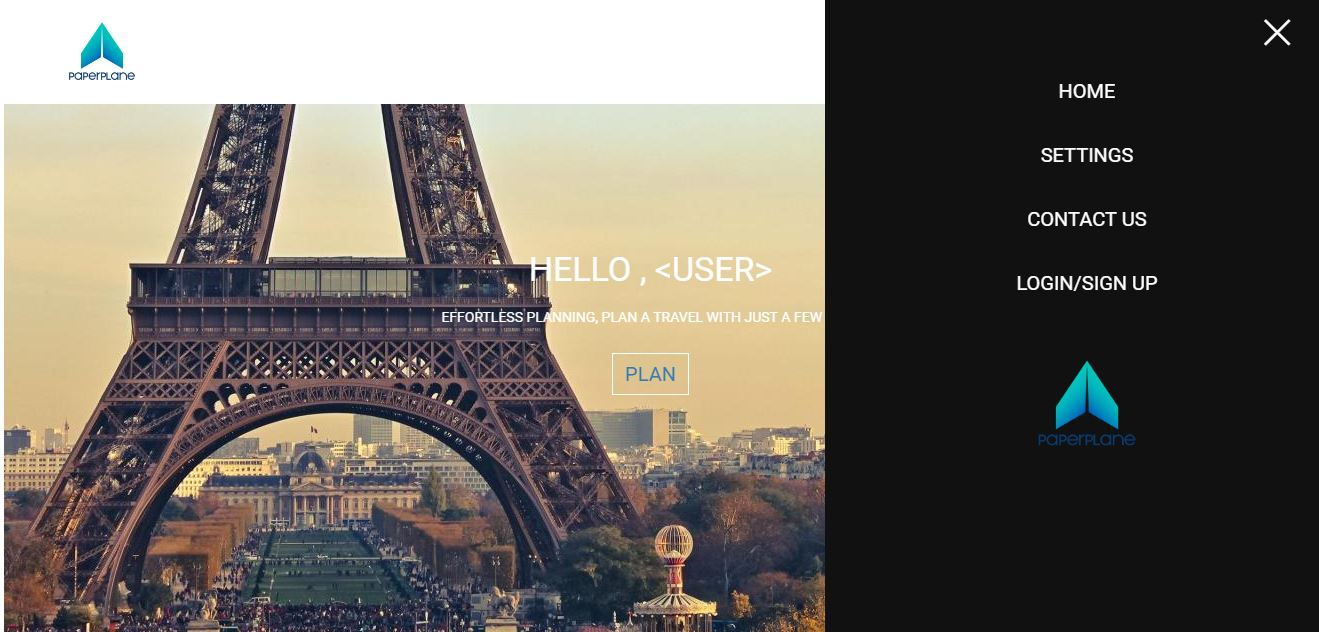 PAPERPLANE
HELLO , <USER>
EFFORTLESS PLANNING, PLAN A TRAVEL WITH JUST A FEW
PLAN
HOME
SETTINGS
CONTACT US
LOGIN/SIGN UP
PAPERPLANE